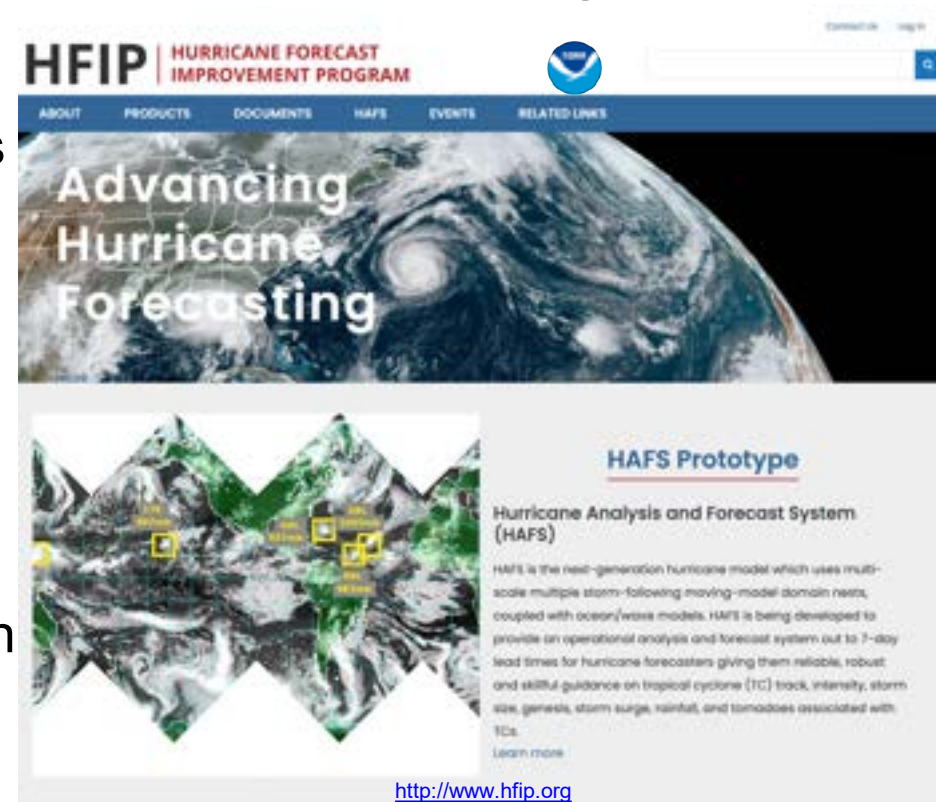 Contact Us Log In
HFIP HURRICANE FORECAST
IMPROVEMENT PROGRAM
NOAA
ABOUT PRODUCTS DOCUMENTS HAFS EVENTS RELATED LINKS
s
Advancing
Hurricane
Forecasting
HAFS Prototype
Hurricane Analysis and Forecast System
(HAFS)
HAFS is the next-generation hurricane model which uses multi-
scale multiple storm-following moving-model domain nests,
coupled with ocean/wave models. HAFS is being developed to
n
provide an operational analysis and forecast system out to 7-day
lead times for hurricane forecasters giving them reliable, robust
and skillful guidance on tropical cyclone (TC) track, intensity, storm
size, genesis, storm surge, rainfall, and tornadoes associated with
TCs.
Learn more
http://www.hfip.org